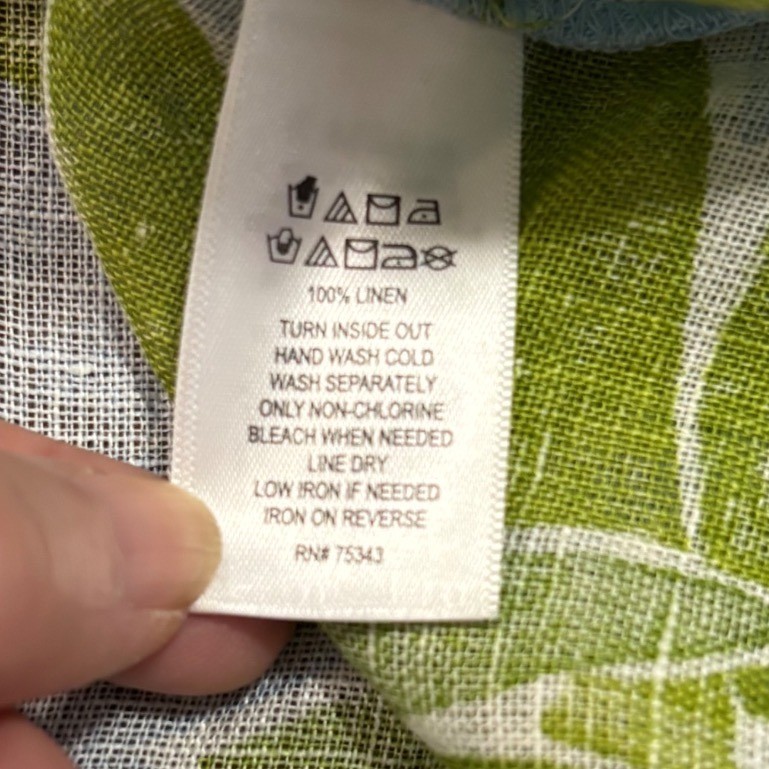 100% LINEN
TURN INSIDE OUT
HAND WASH COLD
WASH SEPARATELY
ONLY NON-CHLORINE
BLEACH WHEN NEEDED
LINE DRY
LOW IRON IF NEEDED
IRON ON REVERSE
RN# 75343